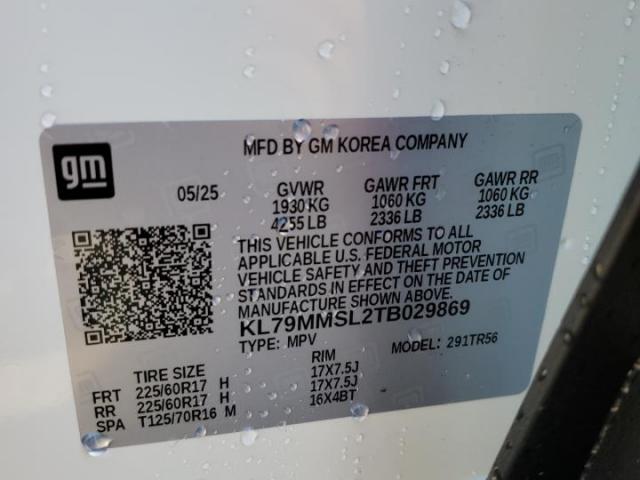 gm
MFD BY GM KOREA COMPANY
05/25 GVWR GAWR FRT GAWR RR
1930 KG 1060 KG 1060 KG
4255 LB 2336 LB 2336 LB
THIS VEHICLE CONFORMS TO ALL
APPLICABLE U.S. FEDERAL MOTOR
VEHICLE SAFETY AND THEFT PREVENTION
STANDARDS IN EFFECT ON THE DATE OF
MANUFACTURE SHOWN ABOVE.
KL79MMSL2TB029869
TYPE: MPV MODEL: 291TR56
TIRE SIZE RIM
FRT 225/60R17 H 17X7.5J
RR 225/60R17 H 17X7.5J
SPA T125/70R16 M 16X4BT